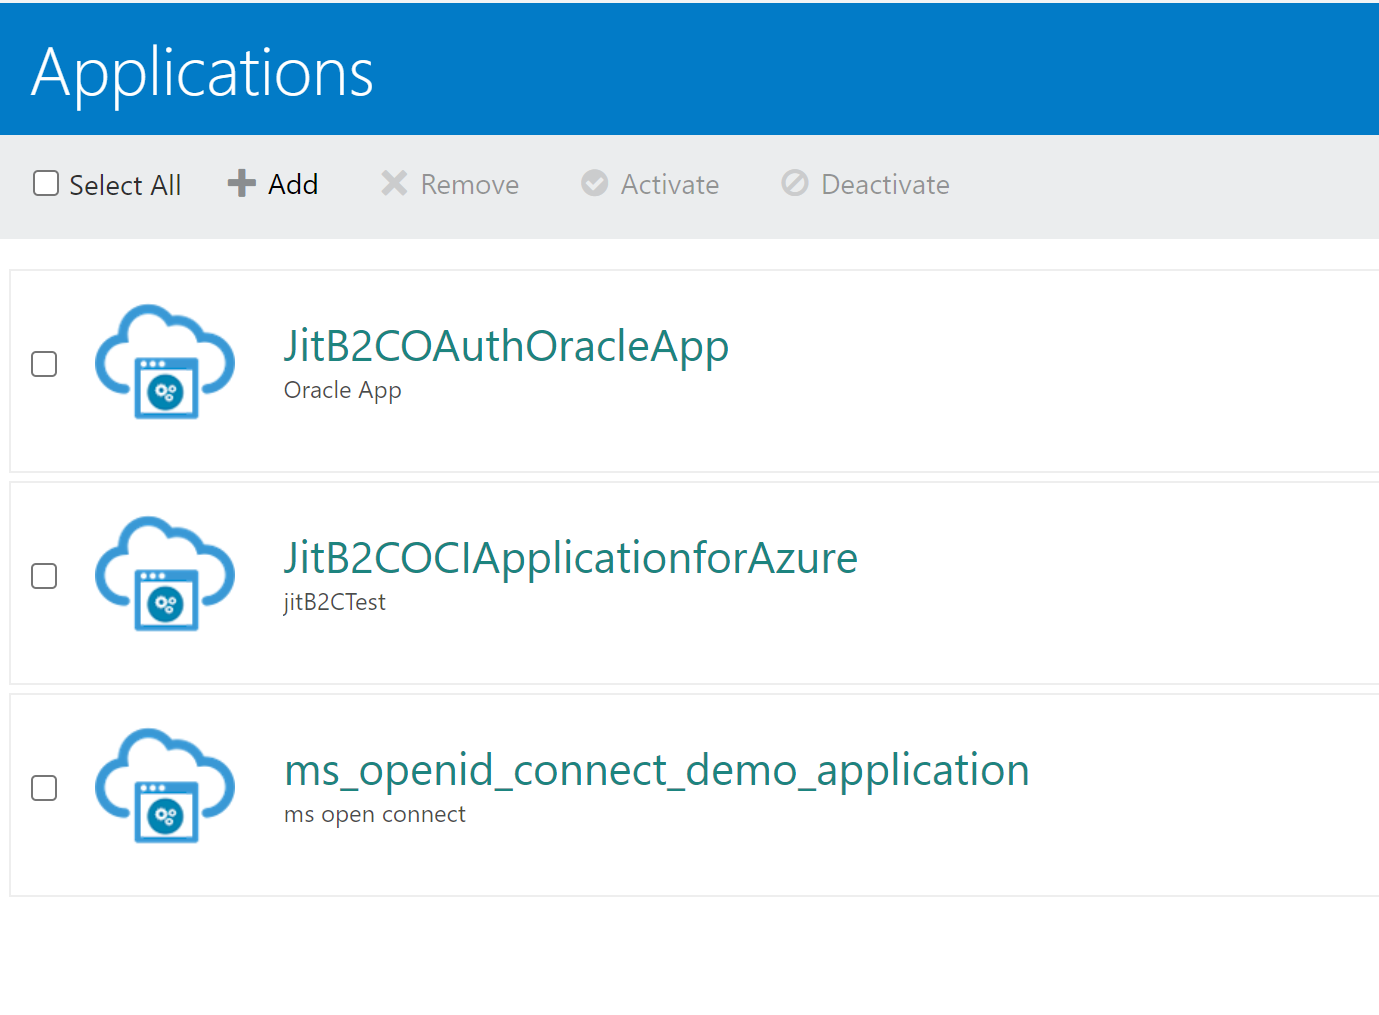 Applications
Select All Add Remove Activate Deactivate
JitB2COAuthOracleApp
Oracle App
JitB2COCIApplicationforAzure
jitB2CTest
ms_openid_connect_demo_application
ms open connect